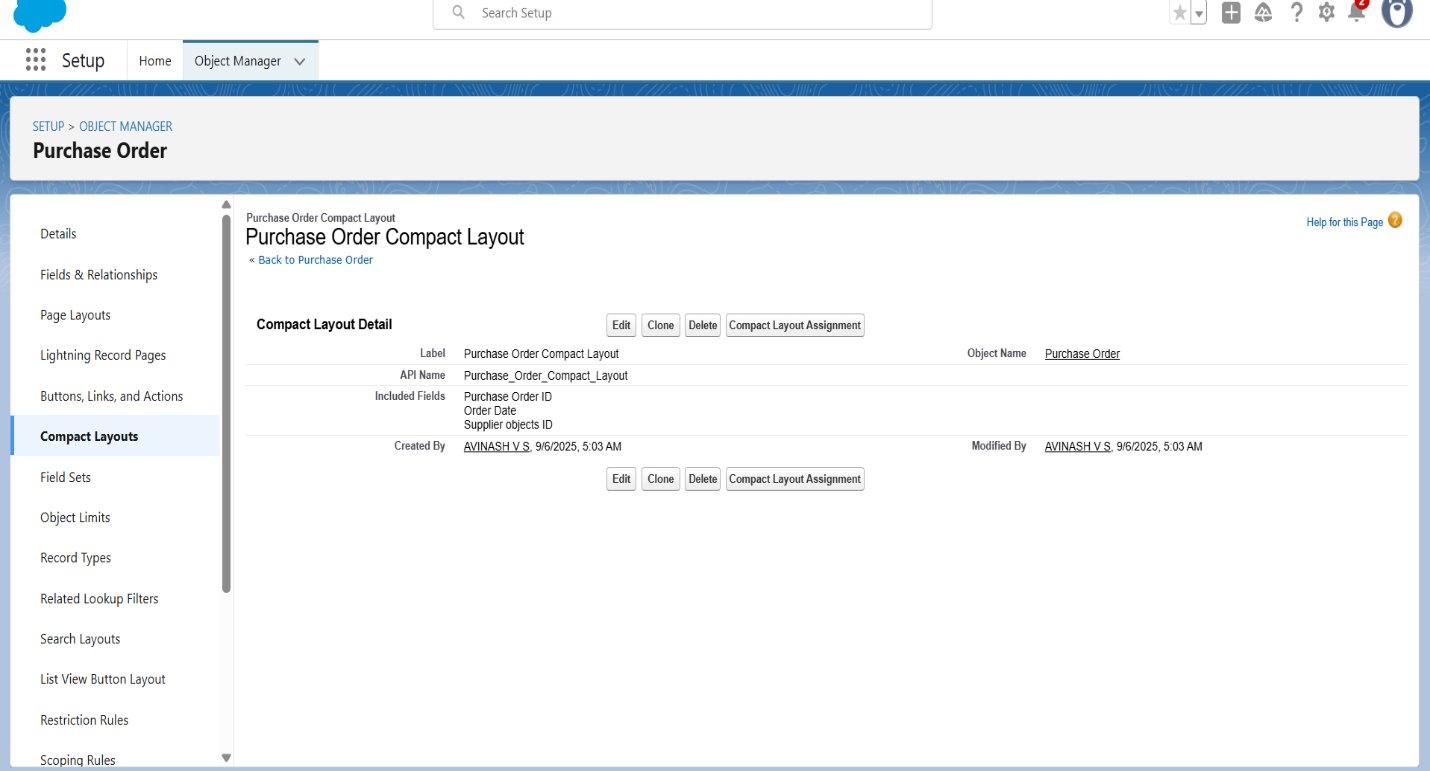 Search Setup
2
Setup
Home
Object Manager
SETUP > OBJECT MANAGER
Purchase Order
Details
Fields & Relationships
Page Layouts
Lightning Record Pages
Buttons, Links, and Actions
Compact Layouts
Field Sets
Object Limits
Record Types
Related Lookup Filters
Search Layouts
List View Button Layout
Restriction Rules
Scoping Rules
Purchase Order Compact Layout
Purchase Order Compact Layout
« Back to Purchase Order
Help for this Page ?
Compact Layout Detail
Edit Clone Delete Compact Layout Assignment
Label Purchase Order Compact Layout Object Name Purchase Order
API Name Purchase_Order_Compact_Layout
Included Fields Purchase Order ID
Order Date
Supplier objects ID
Created By AVINASH V S, 9/6/2025, 5:03 AM Modified By AVINASH V S, 9/6/2025, 5:03 AM
Edit Clone Delete Compact Layout Assignment